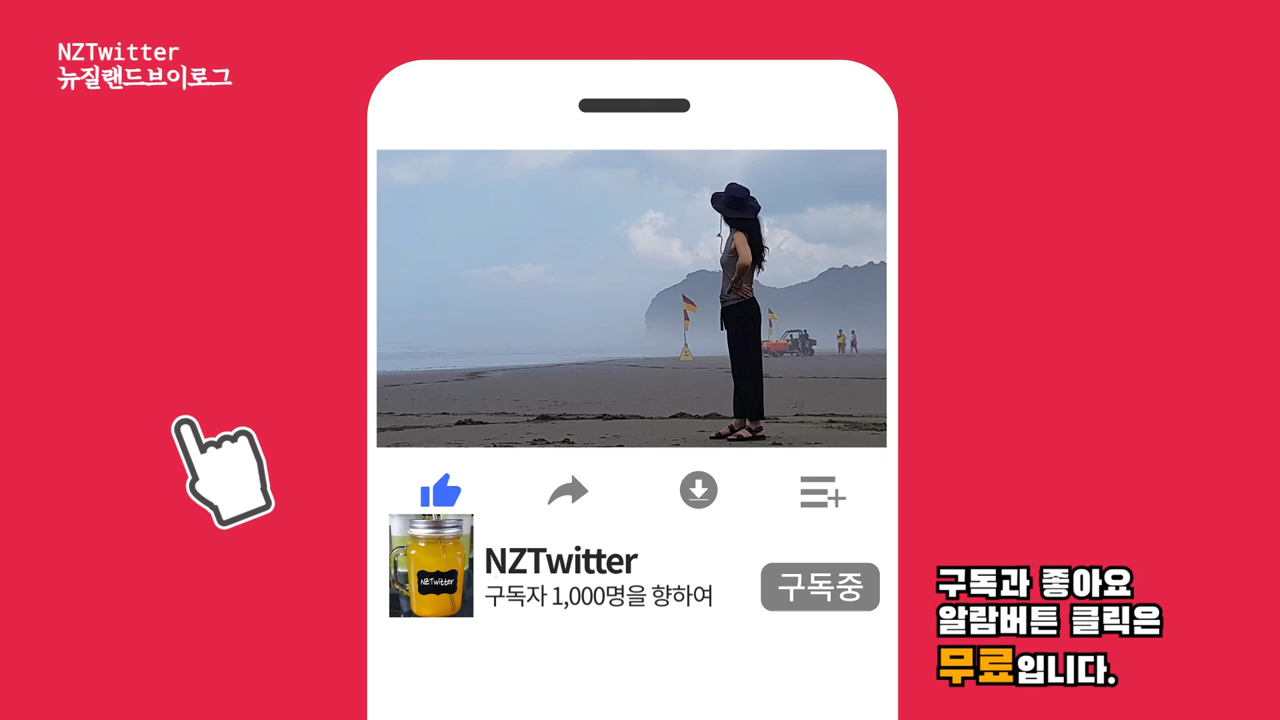 NZTwitter
뉴질랜드브이로그
NZTwitter
NZTwitter
구독자 1,000명을 향하여
구독중
구독과 좋아요
알람버튼 클릭은
무료입니다.